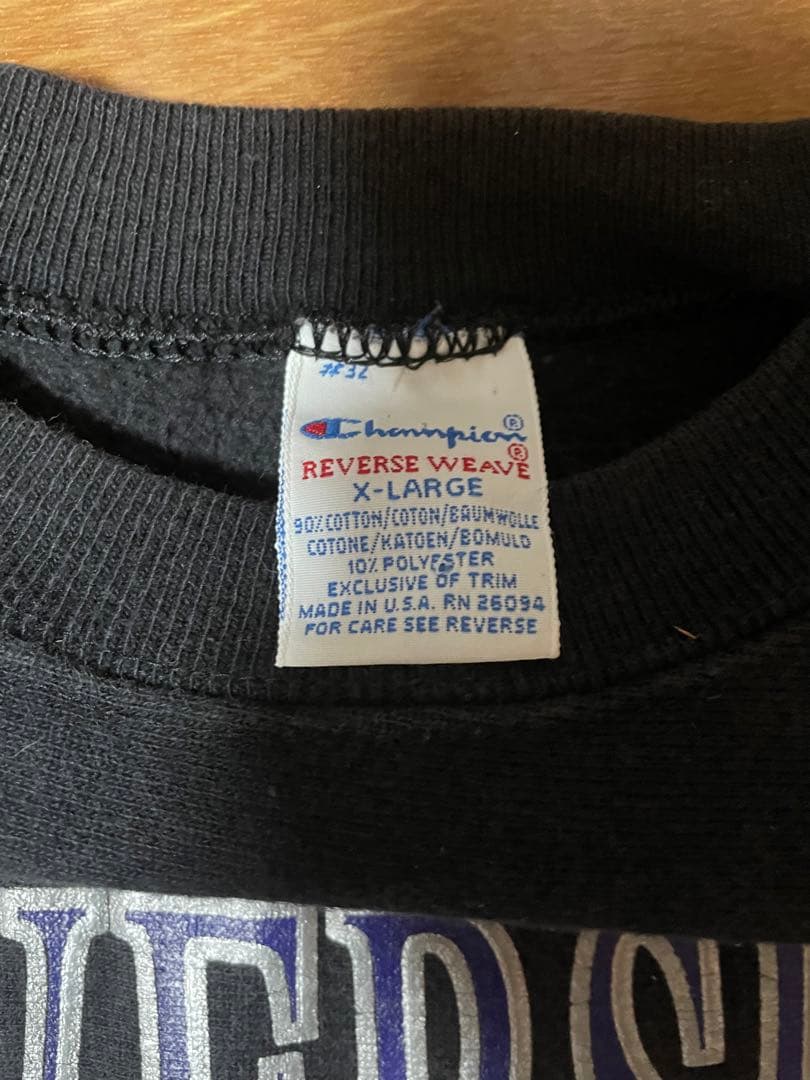 #32
Champion®
REVERSE WEAVE®
X-LARGE
90% COTTON/COTON/BAUMWOLLE
COTONE/KATOEN/BOMULD
10% POLYESTER
EXCLUSIVE OF TRIM
MADE IN U.S.A. RN 26094
FOR CARE SEE REVERSE